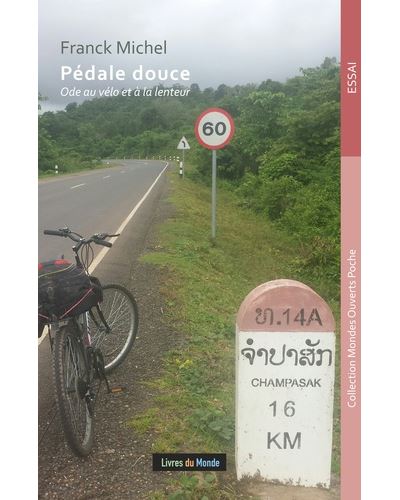 Franck Michel
Pédale douce
Ode au vélo et à la lenteur
ESSAI
Collection Mondes Ouverts Poche
60
ທ.14A
ຈຳປາສັກ
CHAMPASAK
16
KM
Livres du Monde